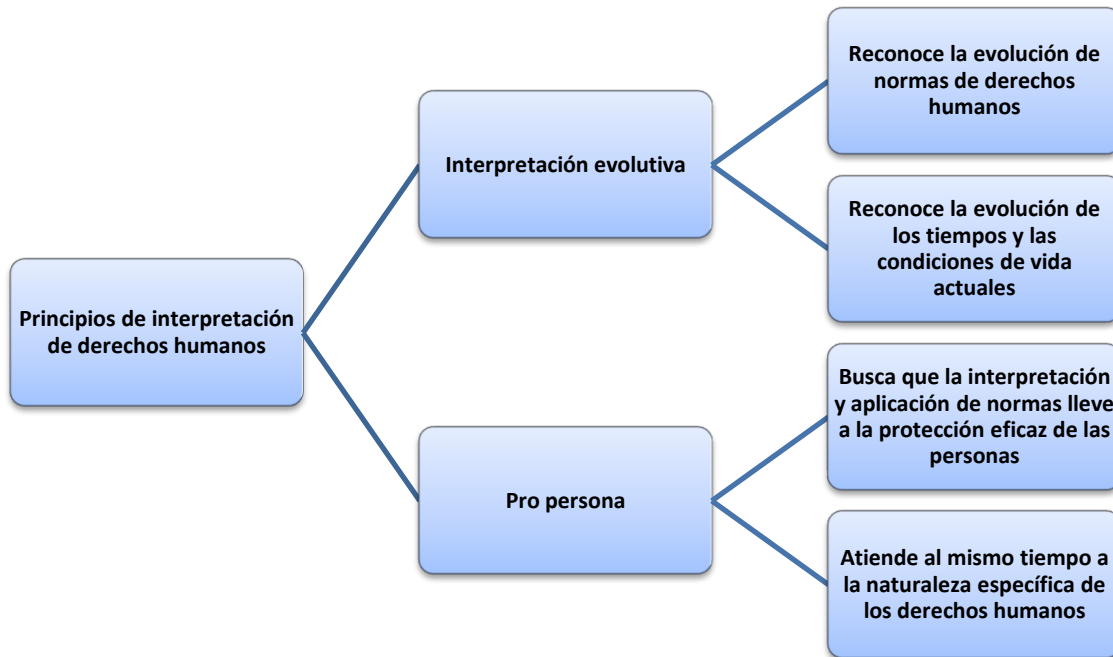 Principios de interpretación
de derechos humanos
Interpretación evolutiva
Reconoce la evolución de
normas de derechos
humanos
Reconoce la evolución de
los tiempos y las
condiciones de vida
actuales
Pro persona
Busca que la interpretación
y aplicación de normas lleve
a la protección eficaz de las
personas
Atiende al mismo tiempo a
la naturaleza específica de
los derechos humanos